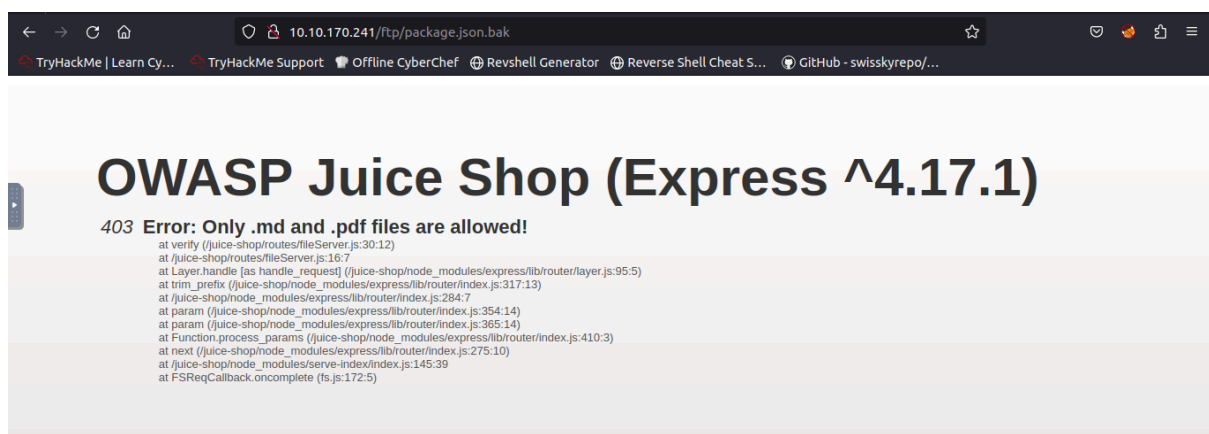 10.10.170.241/ftp/package.json.bak
TryHackMe | Learn Cy... TryHackMe Support Offline CyberChef Revshell Generator Reverse Shell Cheat S... GitHub - swisskyrepo/...
OWASP Juice Shop (Express ^4.17.1)
403 Error: Only .md and .pdf files are allowed!
at verify (/juice-shop/routes/fileServer.js:30:12)
at /juice-shop/routes/fileServer.js:16:7
at Layer.handle [as handle_request] (/juice-shop/node_modules/express/lib/router/layer.js:95:5)
at trim_prefix (/juice-shop/node_modules/express/lib/router/index.js:317:13)
at /juice-shop/node_modules/express/lib/router/index.js:284:7
at param (/juice-shop/node_modules/express/lib/router/index.js:354:14)
at param (/juice-shop/node_modules/express/lib/router/index.js:365:14)
at Function.process_params (/juice-shop/node_modules/express/lib/router/index.js:410:3)
at next (/juice-shop/node_modules/express/lib/router/index.js:275:10)
at /juice-shop/node_modules/serve-index/index.js:145:39
at FSReqCallback.oncomplete (fs.js:172:5)